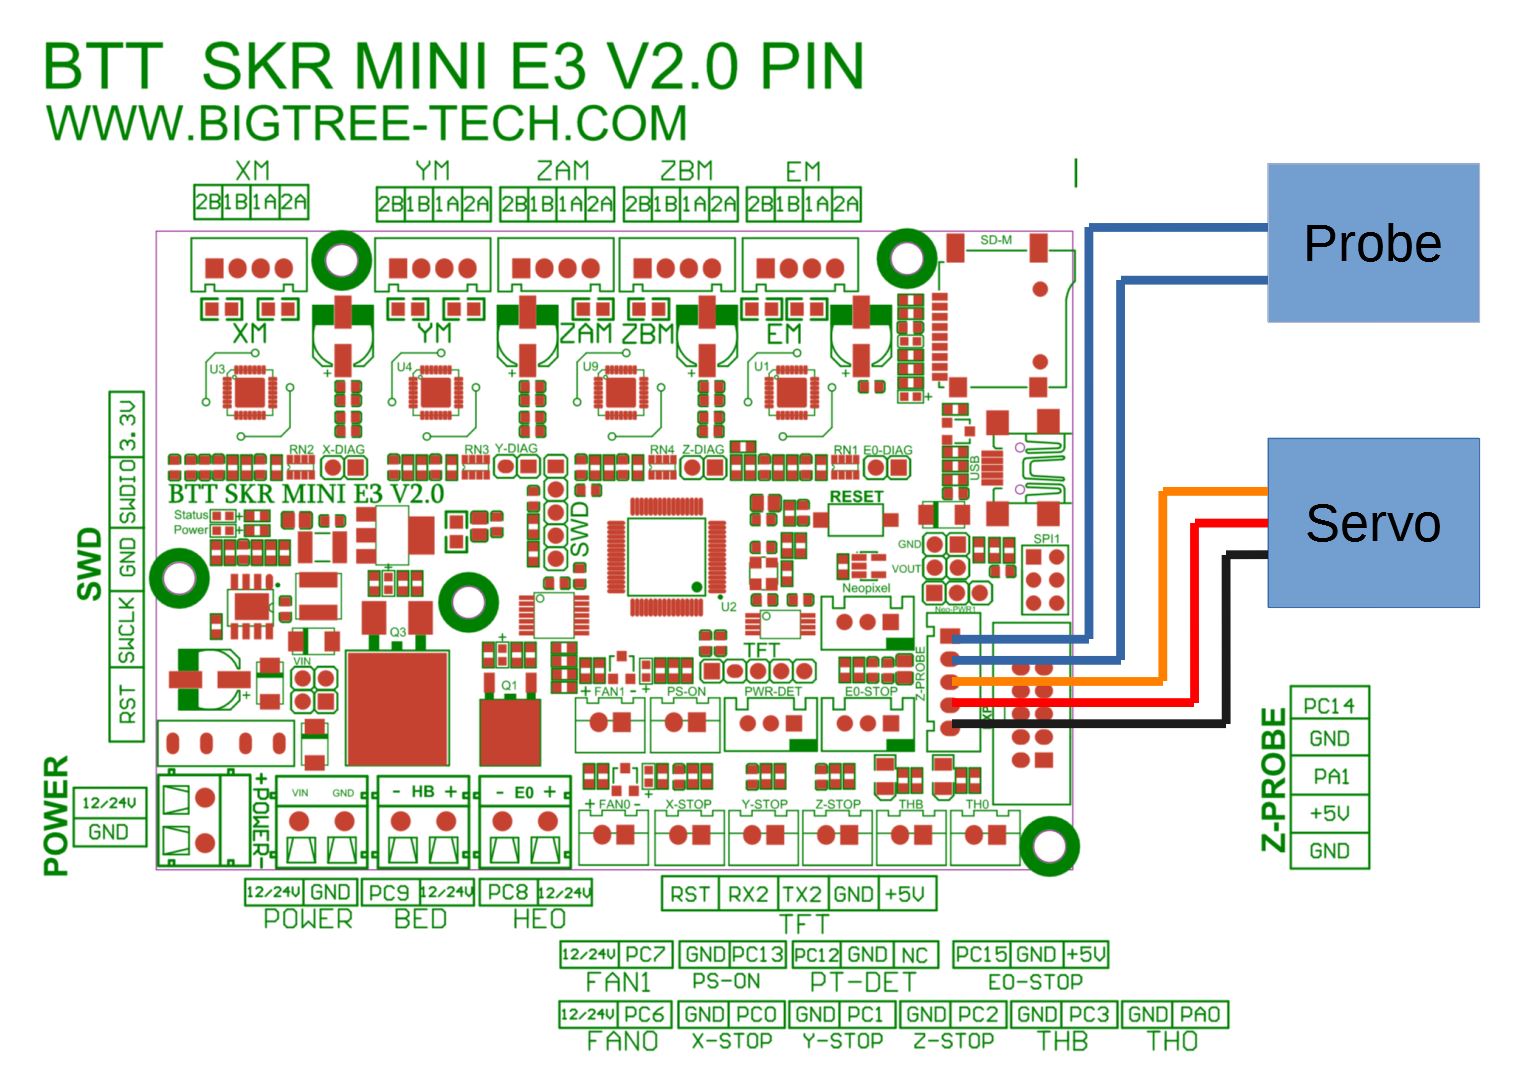 BTT SKR MINI E3 V2.0 PIN
WWW.BIGTREE-TECH.COM
XM YM ZAM ZBM EM
2B 1B 1A 2A 2B 1B 1A 2A 2B 1B 1A 2A 2B 1B 1A 2A 2B 1B 1A 2A
SD-M
Probe
XM YM ZAM ZBM EM
U3 U4 U9 U1
+ + + + +
RN2 X-DIAG RN3 Y-DIAG RN4 Z-DIAG RN1 E0-DIAG
USB
BTT SKR MINI E3 V2.0
RESET
Status +
Power +
SWD
3.3V
SWDIO
GND
SWCLK
RST
SWD
GND
VOUT
SPI1
Servo
Neopixel
Neo-PWR1
U2
Q3
TFT
VIN
Q1
Z-PROBE
+ FAN1 - PS-ON PWR-DET E0-STOP
PC14
GND
PA1
+5V
GND
Z-PROBE
POWER
12/24V
GND
+POWER-
VIN GND
- HB +
- E0 +
+ FAN0 - X-STOP Y-STOP Z-STOP THB TH0
12/24V GND PC9 12/24V PC8 12/24V
POWER BED HEO
RST RX2 TX2 GND +5V
TFT
12/24V PC7 GND PC13 PC12 GND NC PC15 GND +5V
FAN1 PS-ON PT-DET EO-STOP
12/24V PC6 GND PC0 GND PC1 GND PC2 GND PC3 GND PA0
FAN0 X-STOP Y-STOP Z-STOP THB TH0